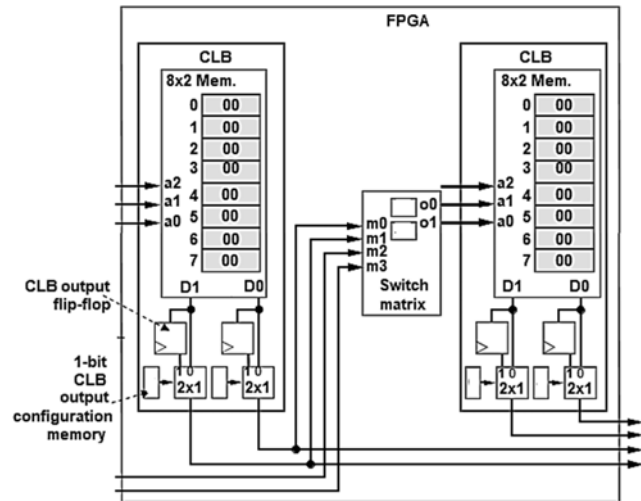 FPGA
CLB
8x2 Mem.
0 00
1 00
2 00
3 00
4 00
5 00
6 00
7 00
a2
a1
a0
D1 D0
1 0
2x1
1 0
2x1
CLB output
flip-flop
1-bit
CLB
output
configuration
memory
m0
m1
m2
m3
o0
o1
Switch
matrix
CLB
8x2 Mem.
0 00
1 00
2 00
3 00
4 00
5 00
6 00
7 00
a2
a1
a0
D1 D0
1 0
2x1
1 0
2x1